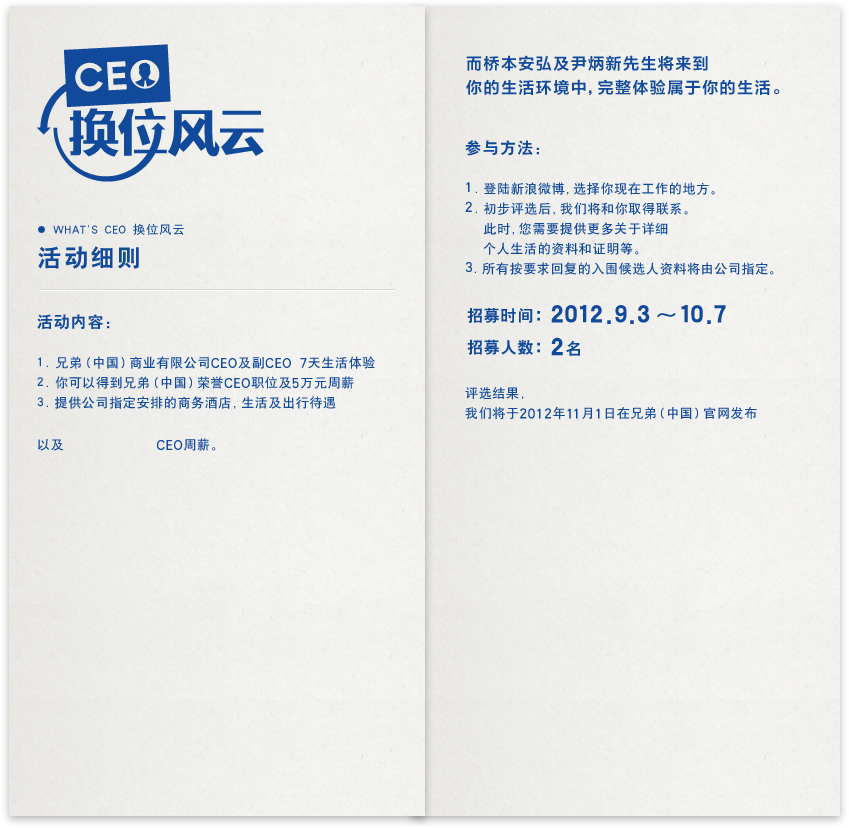 CEO
换位风云
● WHAT'S CEO 换位风云
活动细则
活动内容：
1. 兄弟（中国）商业有限公司CEO及副CEO 7天生活体验
2. 你可以得到兄弟（中国）荣誉CEO职位及5万元周薪
3. 提供公司指定安排的商务酒店，生活及出行待遇
以及 CEO周薪。
而桥本安弘及尹炳新先生将来到
你的生活环境中，完整体验属于你的生活。
参与方法：
1. 登陆新浪微博，选择你现在工作的地方。
2. 初步评选后，我们将和你取得联系。
此时，您需要提供更多关于详细
个人生活的资料和证明等。
3. 所有按要求回复的入围候选人资料将由公司指定。
招募时间：2012.9.3～10.7
招募人数：2名
评选结果，
我们将于2012年11月1日在兄弟（中国）官网发布